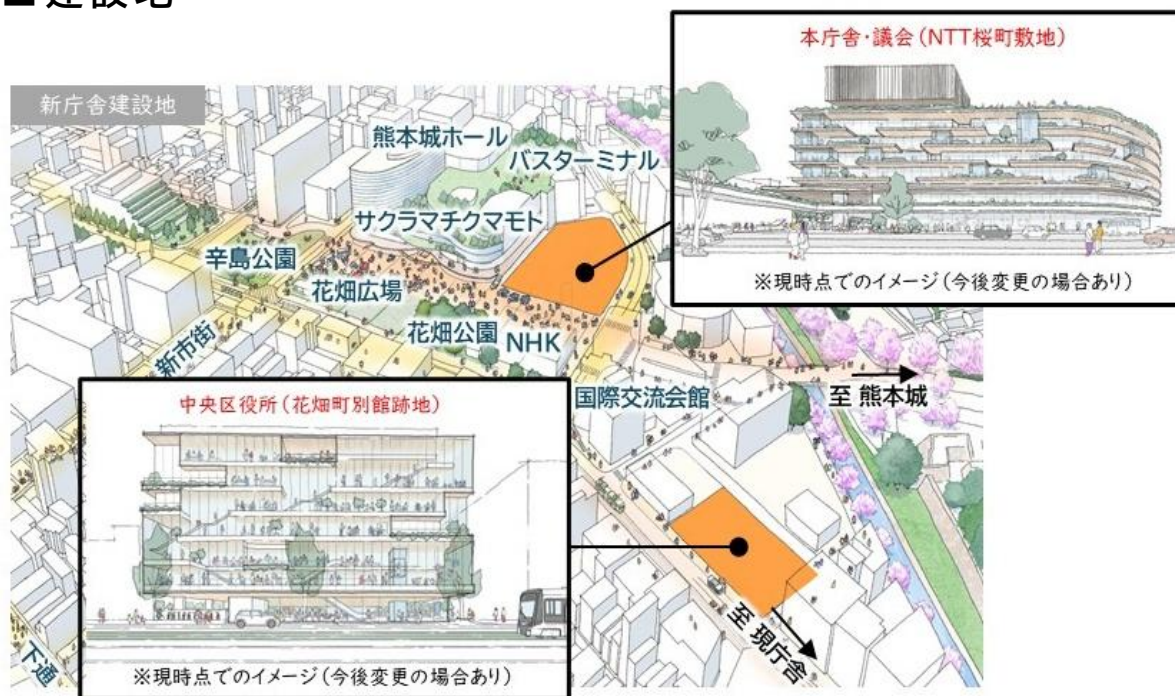 ■建設地
本庁舎・議会(NTT桜町敷地)
※現時点でのイメージ(今後変更の場合あり)
新庁舎建設地
熊本城ホール
バスターミナル
サクラマチクマモト
辛島公園
花畑広場
花畑公園
NHK
新市街
国際交流会館
至 熊本城
中央区役所(花畑町別館跡地)
※現時点でのイメージ(今後変更の場合あり)
至 現庁舎
下通